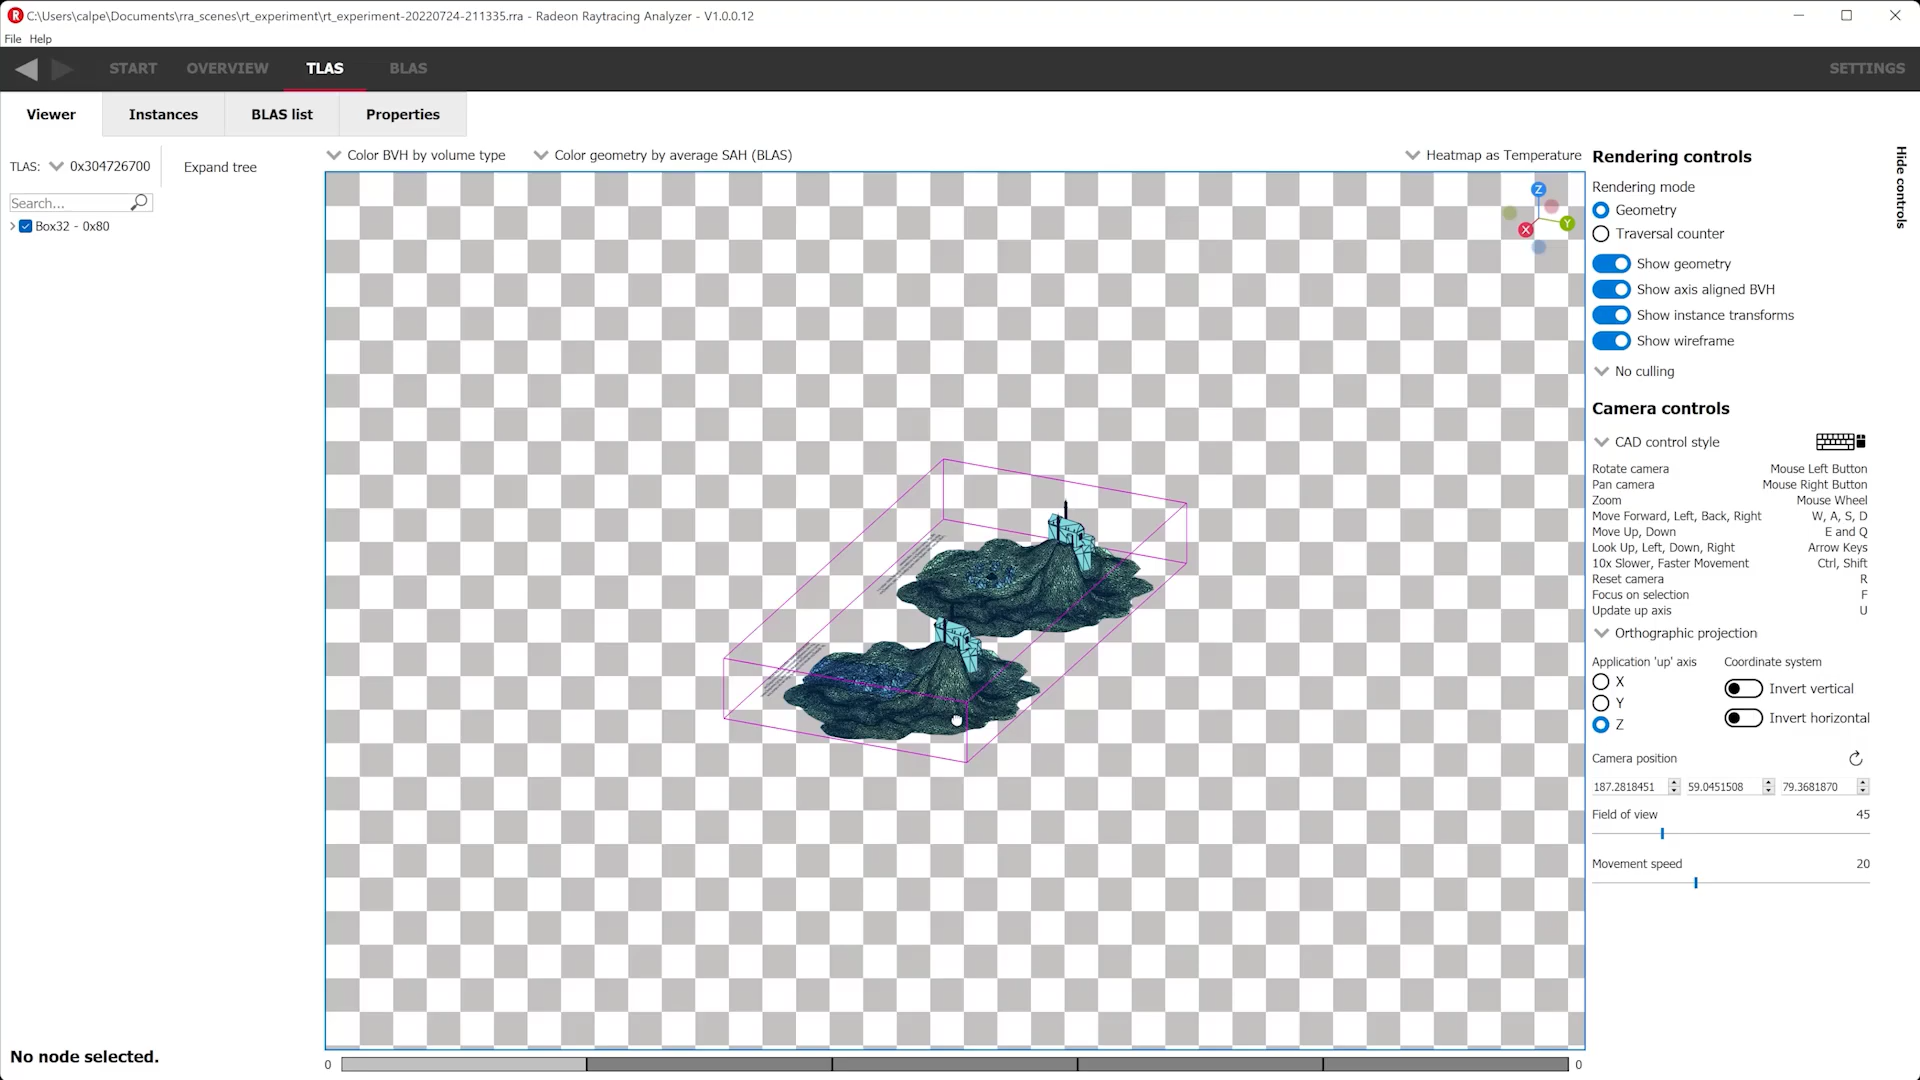 C:\Users\calpe\Documents\rra_scenes\rt_experiment\rt_experiment-20220724-211335.rra - Radeon Raytracing Analyzer - V1.0.0.12
File Help
START OVERVIEW TLAS BLAS SETTINGS
Viewer Instances BLAS list Properties
TLAS: 0x304726700 Expand tree
Search...
Box32 - 0x80
Color BVH by volume type Color geometry by average SAH (BLAS) Heatmap as Temperature
Z
Y
X
Rendering controls
Hide controls
Rendering mode
Geometry
Traversal counter
Show geometry
Show axis aligned BVH
Show instance transforms
Show wireframe
No culling
Camera controls
CAD control style
Rotate camera Mouse Left Button
Pan camera Mouse Right Button
Zoom Mouse Wheel
Move Forward, Left, Back, Right W, A, S, D
Move Up, Down E and Q
Look Up, Left, Down, Right Arrow Keys
10x Slower, Faster Movement Ctrl, Shift
Reset camera R
Focus on selection F
Update up axis U
Orthographic projection
Application 'up' axis Coordinate system
X Invert vertical
Y
Z Invert horizontal
Camera position
187.2818451 59.0451508 79.3681870
Field of view 45
Movement speed 20
No node selected.
0 0